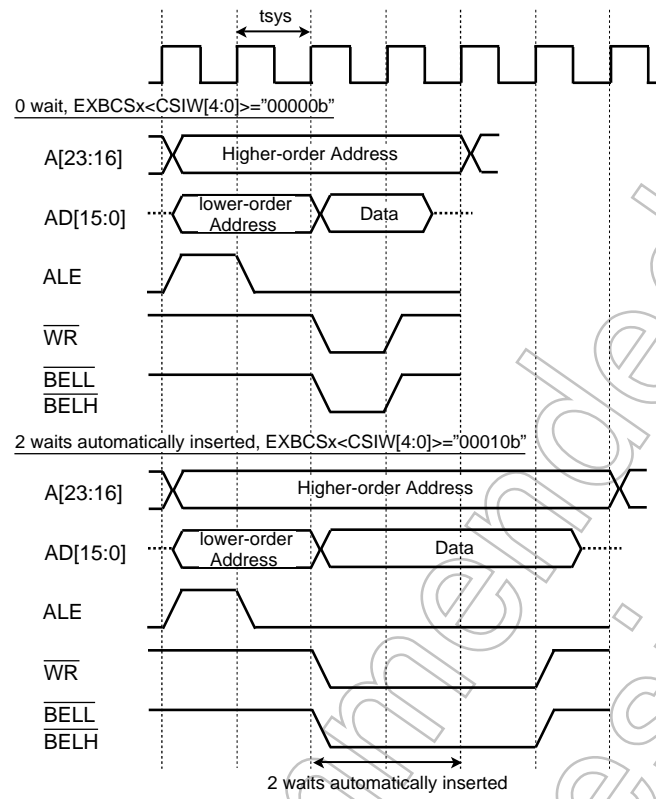 tsys
0 wait, EXBCSx<CSIW[4:0]>="00000b"
A[23:16]
Higher-order Address
AD[15:0]
lower-order
Address
Data
ALE
WR
BELL
BELH
2 waits automatically inserted, EXBCSx<CSIW[4:0]>="00010b"
A[23:16]
Higher-order Address
AD[15:0]
lower-order
Address
Data
ALE
WR
BELL
BELH
2 waits automatically inserted